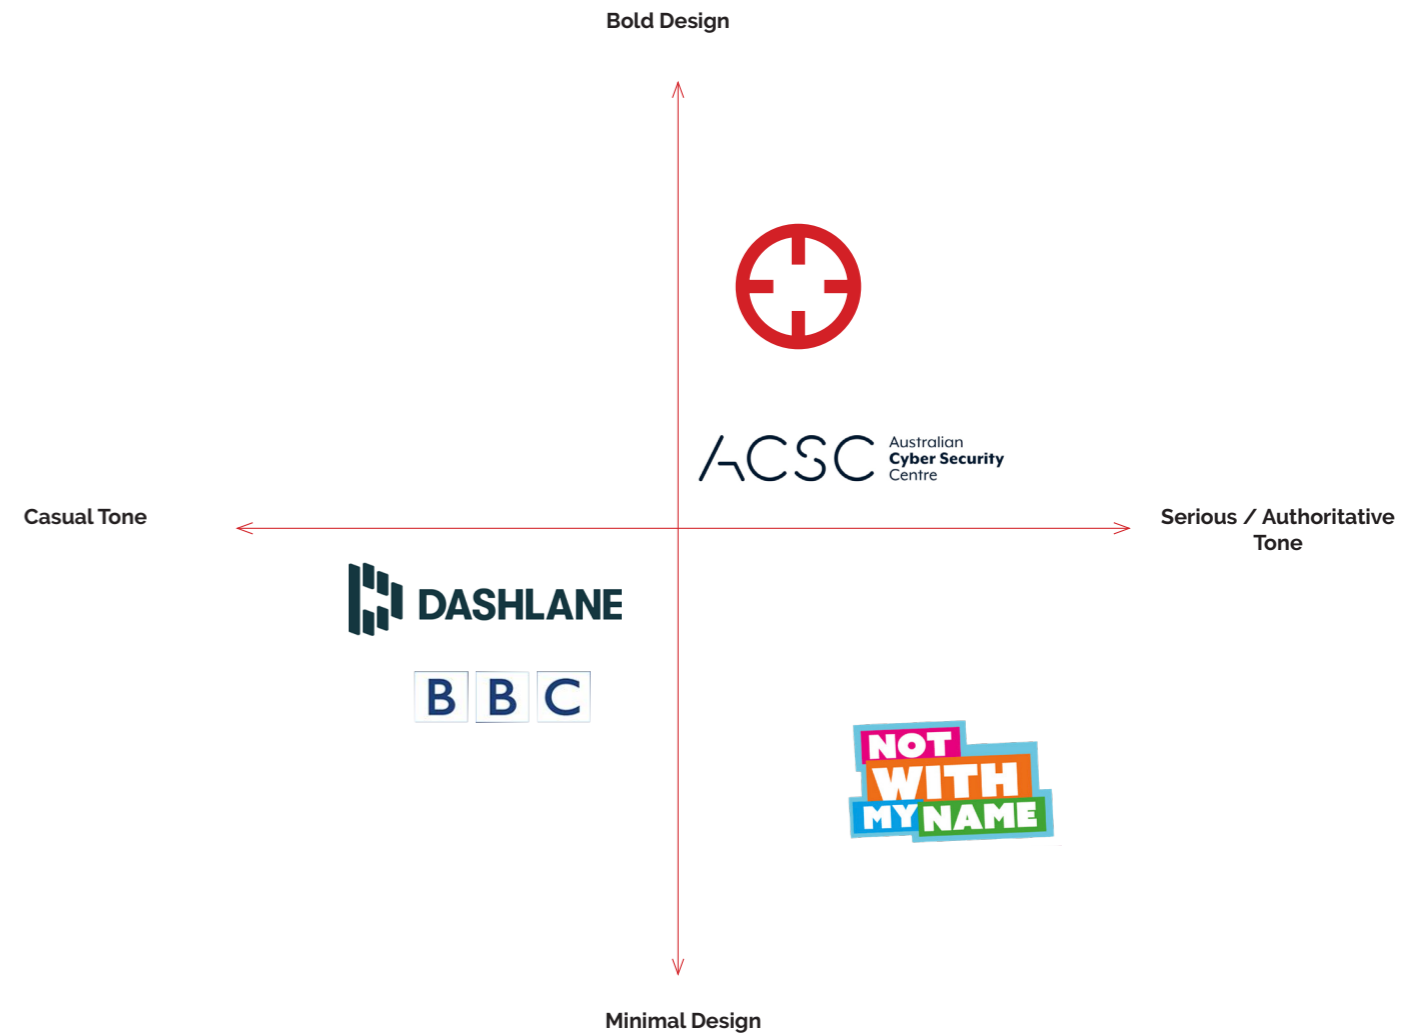 Bold Design
ACSC
Australian
Cyber Security
Centre
Casual Tone
Serious / Authoritative
Tone
DASHLANE
B B C
NOT
WITH
MY NAME
Minimal Design